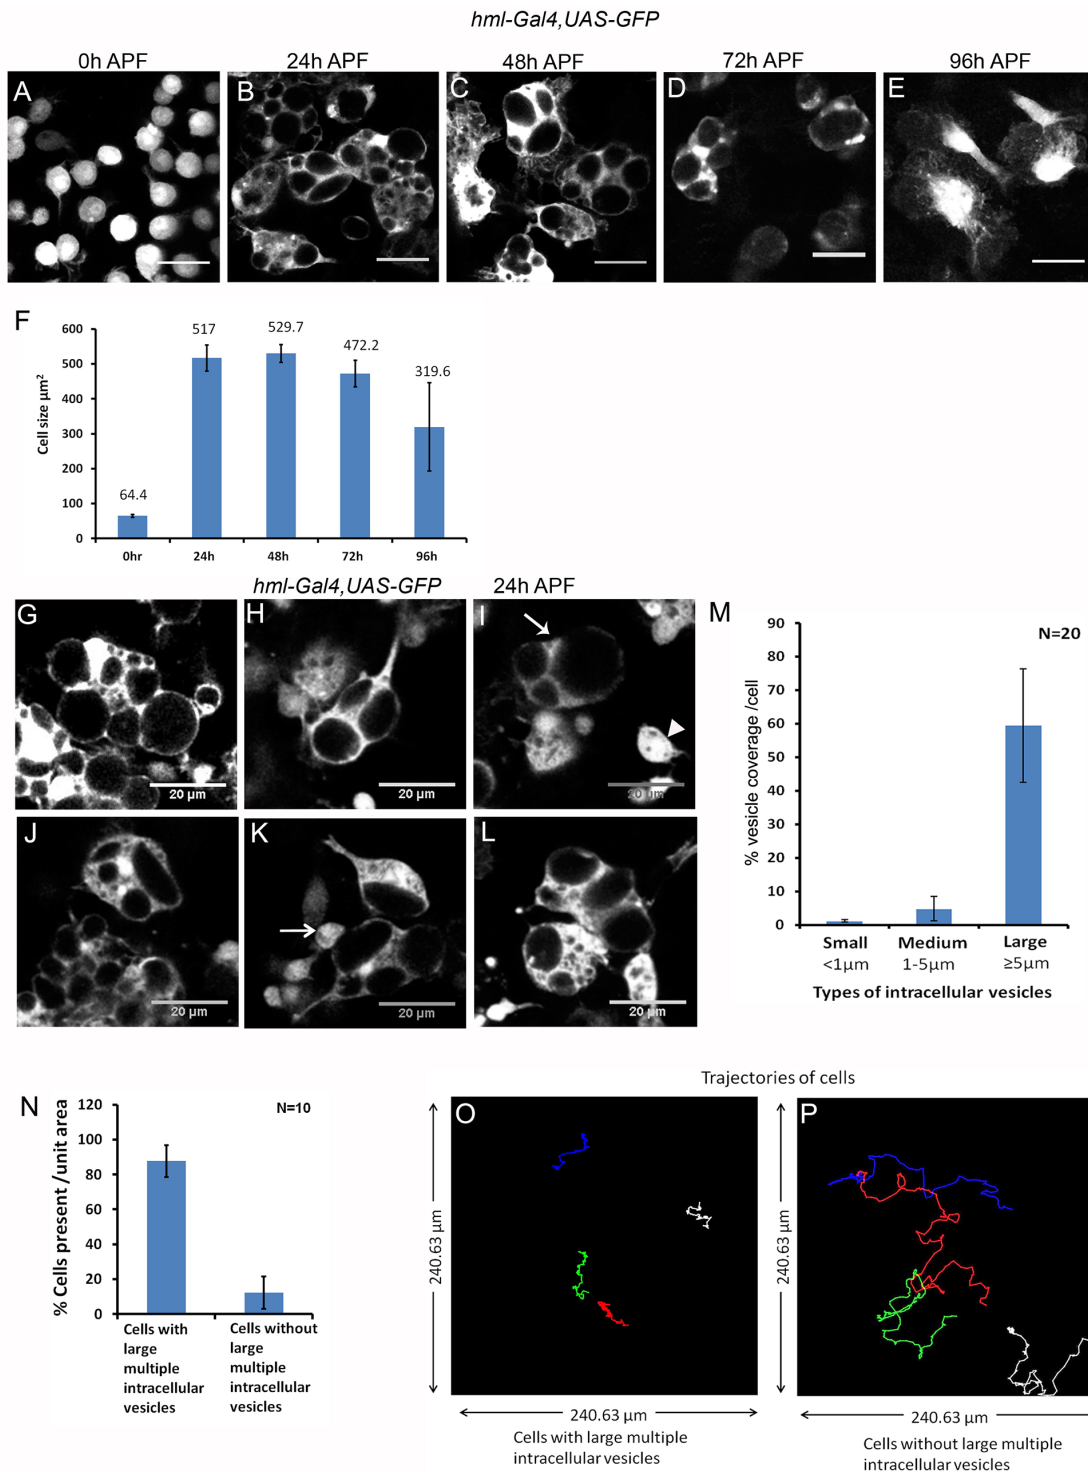 hml-Gal4,UAS-GFP
0h APF
24h APF
48h APF
72h APF
96h APF
A
B
C
D
E
F
600
500
400
300
200
100
0
Cell size µm²
64.4
517
529.7
472.2
319.6
0hr
24h
48h
72h
96h
hml-Gal4,UAS-GFP
24h APF
G
20 µm
H
20 µm
I
20 µm
J
20 µm
K
20 µm
L
20 µm
M
N=20
90
80
70
60
50
40
30
20
10
0
% vesicle coverage /cell
Small
<1µm
Medium
1-5µm
Large
≥5µm
Types of intracellular vesicles
N
N=10
120
100
80
60
40
20
0
% Cells present /unit area
Cells with
large
multiple
intracellular
vesicles
Cells without
large
multiple
intracellular
vesicles
Trajectories of cells
O
240.63 µm
240.63 µm
Cells with large multiple
intracellular vesicles
P
240.63 µm
240.63 µm
Cells without large multiple
intracellular vesicles